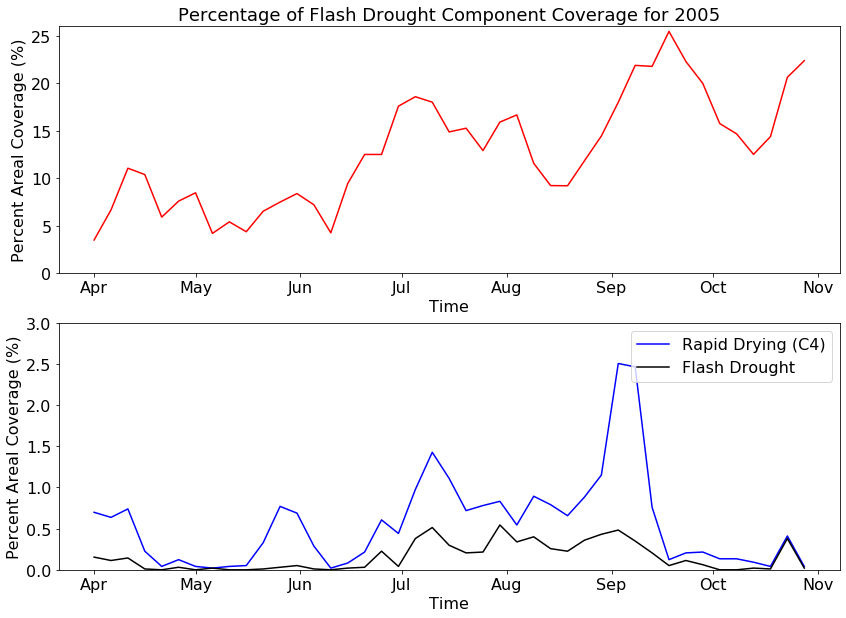 Percentage of Flash Drought Component Coverage for 2005
Percent Areal Coverage (%)
25
20
15
10
5
0
Apr May Jun Jul Aug Sep Oct Nov
Time
Percent Areal Coverage (%)
3.0
2.5
2.0
1.5
1.0
0.5
0.0
Rapid Drying (C4)
Flash Drought
Apr May Jun Jul Aug Sep Oct Nov
Time